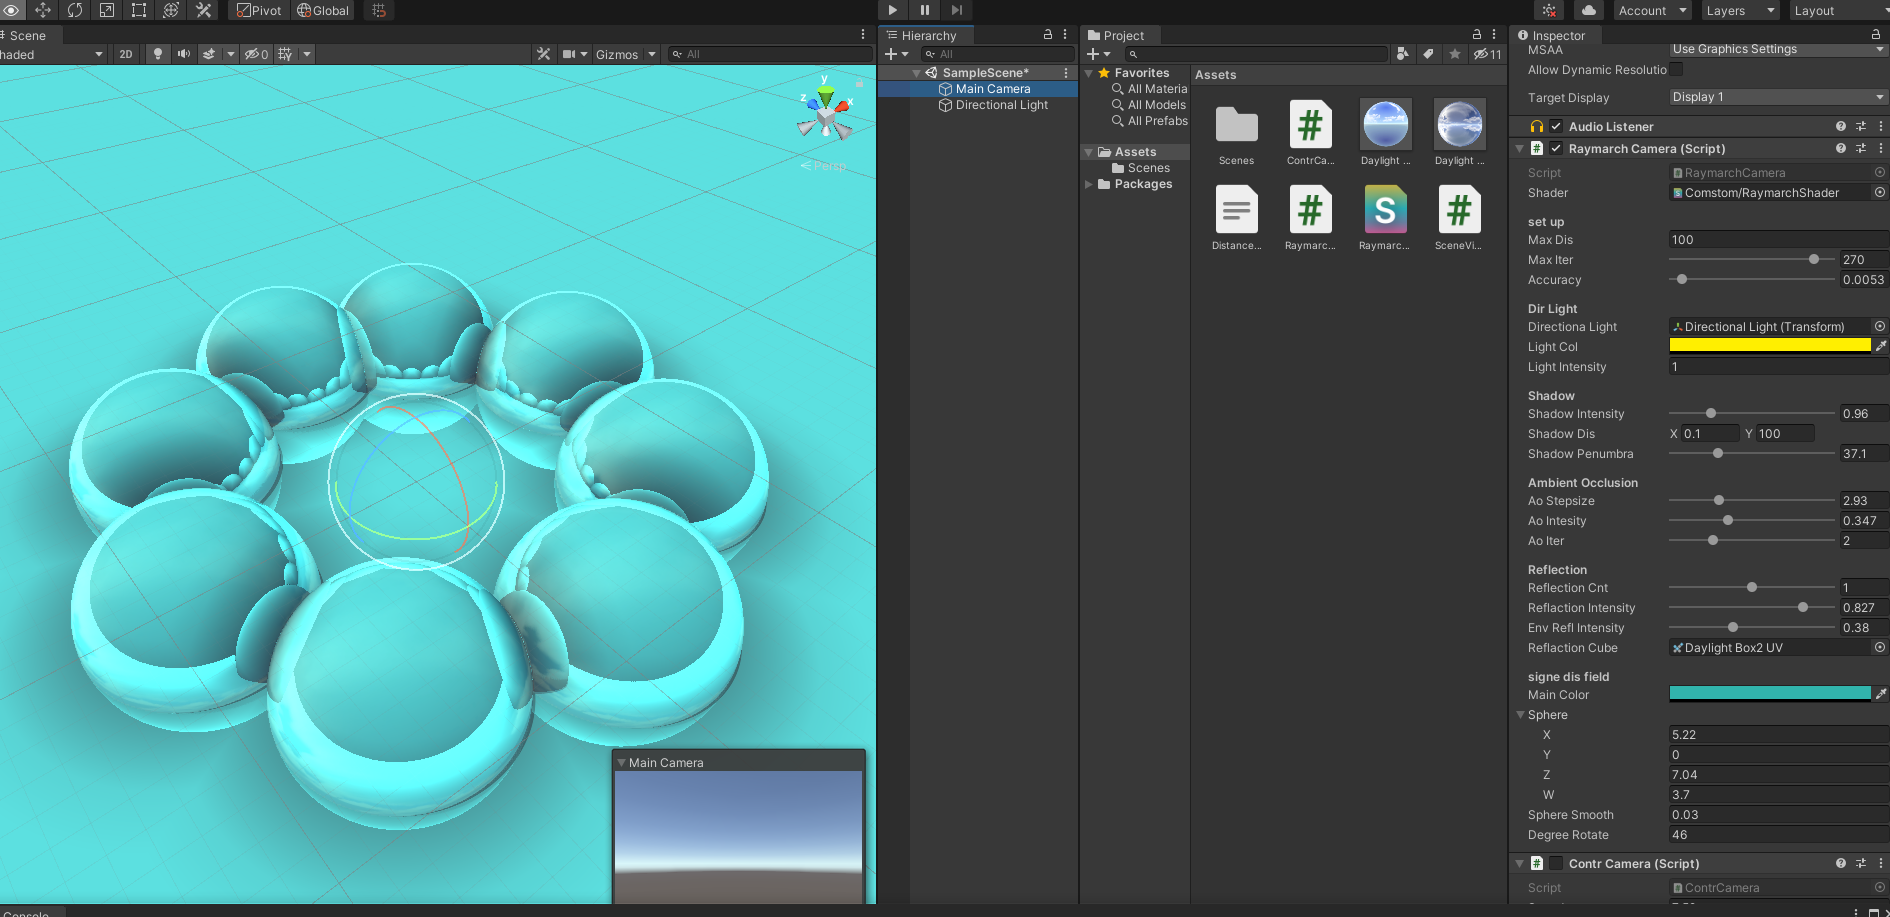 Pivot Global Account Layers Layout
Scene
haded 2D 0 Gizmos All
y
z x
Persp
Main Camera
Console
Hierarchy
All
SampleScene*
Main Camera
Directional Light
Project
11
Favorites
All Materia
All Models
All Prefabs
Assets
Scenes
Packages
Assets
Scenes ContrCa... Daylight ... Daylight ...
Distance... Raymarc... Raymarc... SceneVi...
Inspector
MSAA Use Graphics Settings
Allow Dynamic Resolutio
Target Display Display 1
Audio Listener
Raymarch Camera (Script)
Script RaymarchCamera
Shader Comstom/RaymarchShader
set up
Max Dis 100
Max Iter 270
Accuracy 0.0053
Dir Light
Directiona Light Directional Light (Transform)
Light Col
Light Intensity 1
Shadow
Shadow Intensity 0.96
Shadow Dis X 0.1 Y 100
Shadow Penumbra 37.1
Ambient Occlusion
Ao Stepsize 2.93
Ao Intesity 0.347
Ao Iter 2
Reflection
Reflection Cnt 1
Reflaction Intensity 0.827
Env Refl Intensity 0.38
Reflaction Cube Daylight Box2 UV
signe dis field
Main Color
Sphere
X 5.22
Y 0
Z 7.04
W 3.7
Sphere Smooth 0.03
Degree Rotate 46
Contr Camera (Script)
Script ContrCamera